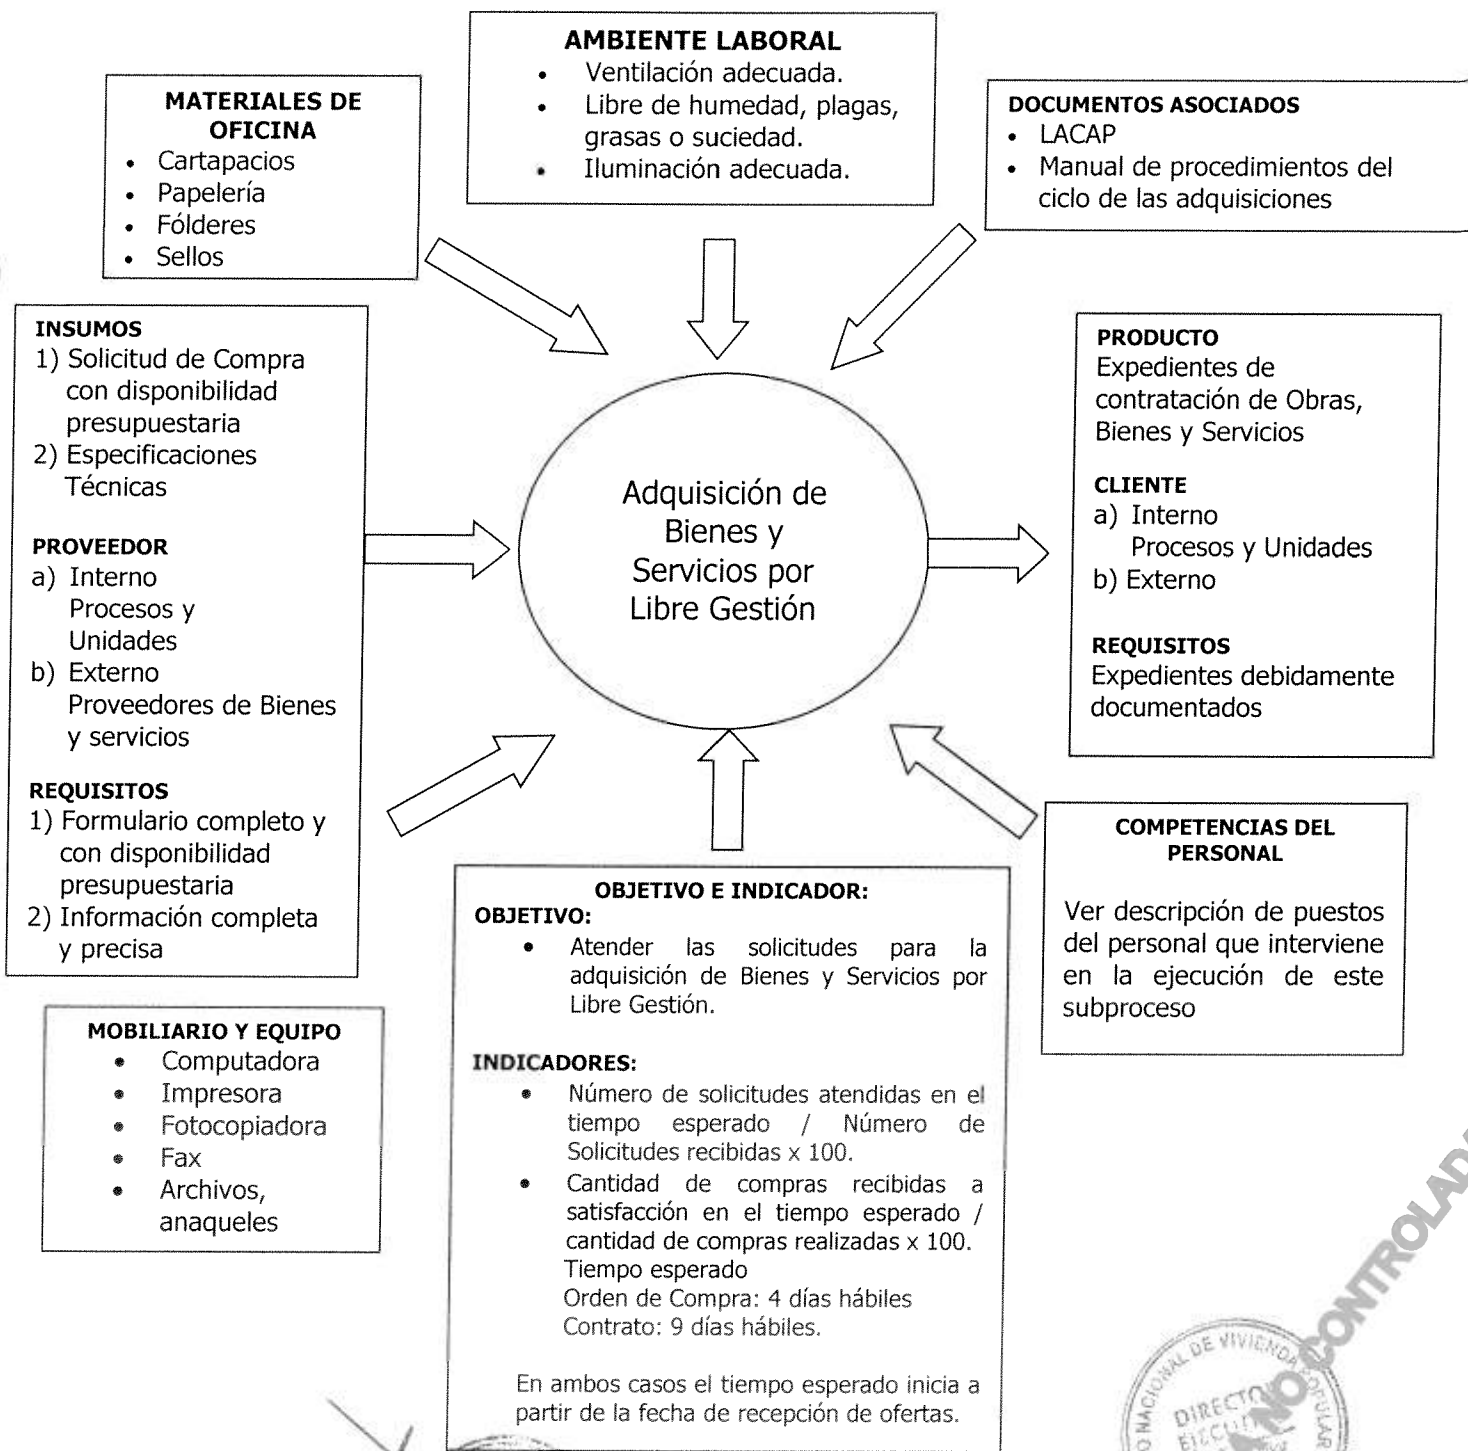 AMBIENTE LABORAL
• Ventilación adecuada.
• Libre de humedad, plagas,
grasas o suciedad.
• Iluminación adecuada.
MATERIALES DE
OFICINA
• Cartapacios
• Papelería
• Fólderes
• Sellos
DOCUMENTOS ASOCIADOS
• LACAP
• Manual de procedimientos del
ciclo de las adquisiciones
INSUMOS
1) Solicitud de Compra
con disponibilidad
presupuestaria
2) Especificaciones
Técnicas
PROVEEDOR
a) Interno
Procesos y
Unidades
b) Externo
Proveedores de Bienes
y servicios
REQUISITOS
1) Formulario completo y
con disponibilidad
presupuestaria
2) Información completa
y precisa
Adquisición de
Bienes y
Servicios por
Libre Gestión
PRODUCTO
Expedientes de
contratación de Obras,
Bienes y Servicios
CLIENTE
a) Interno
Procesos y Unidades
b) Externo
REQUISITOS
Expedientes debidamente
documentados
MOBILIARIO Y EQUIPO
• Computadora
• Impresora
• Fotocopiadora
• Fax
• Archivos,
anaqueles
OBJETIVO E INDICADOR:
OBJETIVO:
• Atender las solicitudes para la
adquisición de Bienes y Servicios por
Libre Gestión.
INDICADORES:
• Número de solicitudes atendidas en el
tiempo esperado / Número de
Solicitudes recibidas x 100.
• Cantidad de compras recibidas a
satisfacción en el tiempo esperado /
cantidad de compras realizadas x 100.
Tiempo esperado
Orden de Compra: 4 días hábiles
Contrato: 9 días hábiles.
En ambos casos el tiempo esperado inicia a
partir de la fecha de recepción de ofertas.
COMPETENCIAS DEL
PERSONAL
Ver descripción de puestos
del personal que interviene
en la ejecución de este
subproceso
NO CONTROLADA
NACIONAL DE VIVIENDA POPULAR